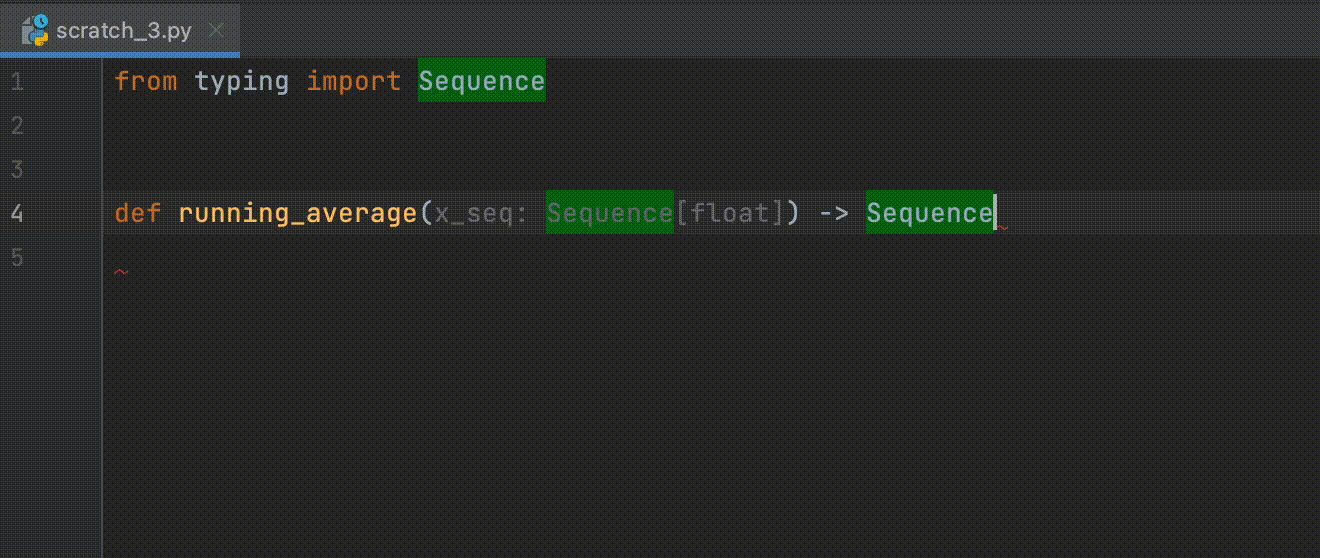 scratch_3.py
1 from typing import Sequence
2
3
4 def running_average(x_seq: Sequence[float]) -> Sequence
5